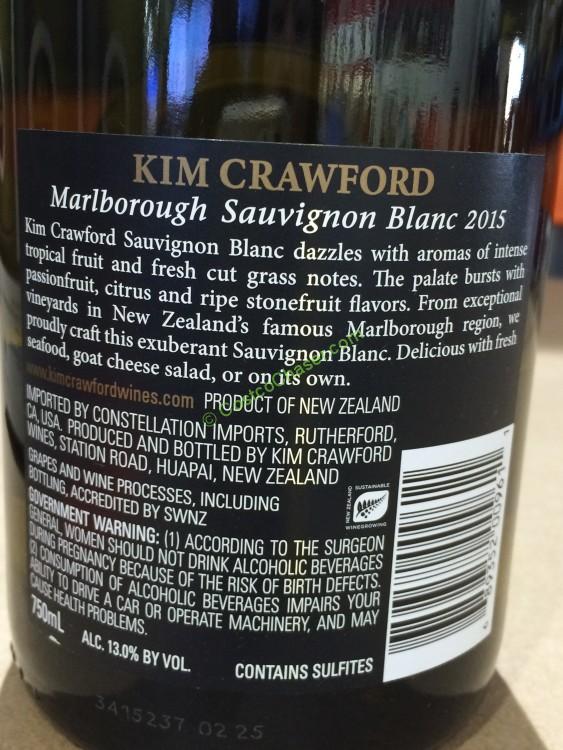 KIM CRAWFORD
Marlborough Sauvignon Blanc 2015
Kim Crawford Sauvignon Blanc dazzles with aromas of intense
tropical fruit and fresh cut grass notes. The palate bursts with
passionfruit, citrus and ripe stonefruit flavors. From exceptional
vineyards in New Zealand's famous Marlborough region, we
proudly craft this exuberant Sauvignon Blanc. Delicious with fresh
seafood, goat cheese salad, or on its own.
www.kimcrawfordwines.com PRODUCT OF NEW ZEALAND
© CostcoChaser.com
IMPORTED BY CONSTELLATION IMPORTS, RUTHERFORD,
CA, USA. PRODUCED AND BOTTLED BY KIM CRAWFORD
WINES, STATION ROAD, HUAPAI, NEW ZEALAND
GRAPES AND WINE PROCESSES, INCLUDING
BOTTLING, ACCREDITED BY SWNZ
NEW ZEALAND
SUSTAINABLE
WINEGROWING
GOVERNMENT WARNING: (1) ACCORDING TO THE SURGEON
GENERAL WOMEN SHOULD NOT DRINK ALCOHOLIC BEVERAGES
DURING PREGNANCY BECAUSE OF THE RISK OF BIRTH DEFECTS.
(2) CONSUMPTION OF ALCOHOLIC BEVERAGES IMPAIRS YOUR
ABILITY TO DRIVE A CAR OR OPERATE MACHINERY, AND MAY
CAUSE HEALTH PROBLEMS.
750mL
ALC. 13.0% BY VOL.
CONTAINS SULFITES
3415237 02 25